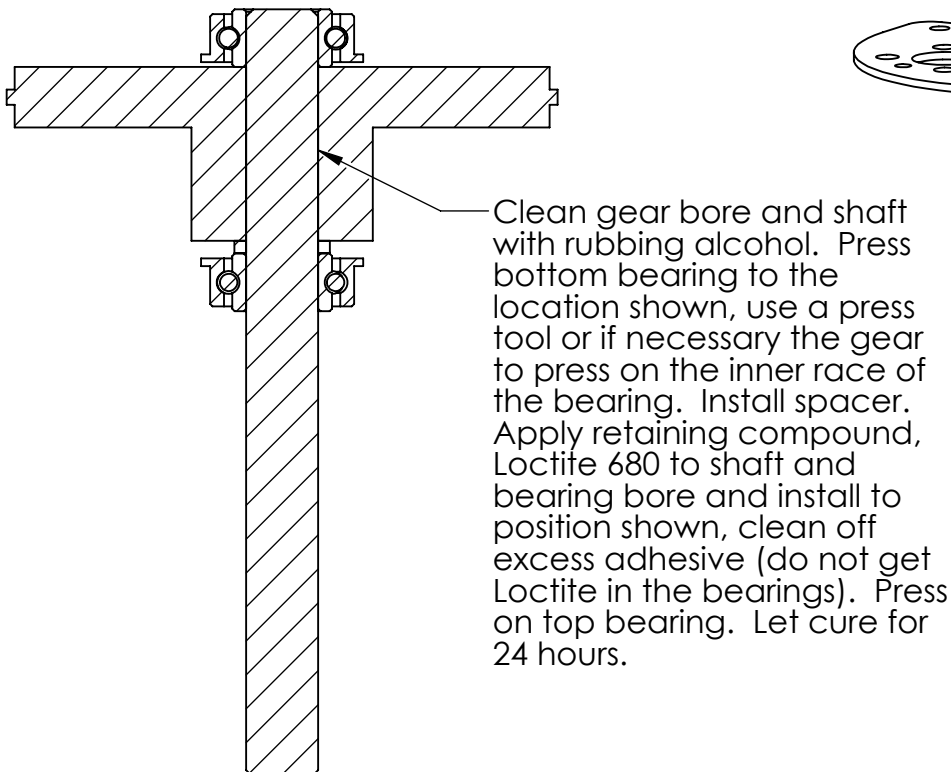 Clean gear bore and shaft
with rubbing alcohol.  Press
bottom bearing to the
location shown, use a press
tool or if necessary the gear
to press on the inner race of
the bearing.  Install spacer.
Apply retaining compound,
Loctite 680 to shaft and
bearing bore and install to
position shown, clean off
excess adhesive (do not get
Loctite in the bearings).  Press
on top bearing.  Let cure for
24 hours.